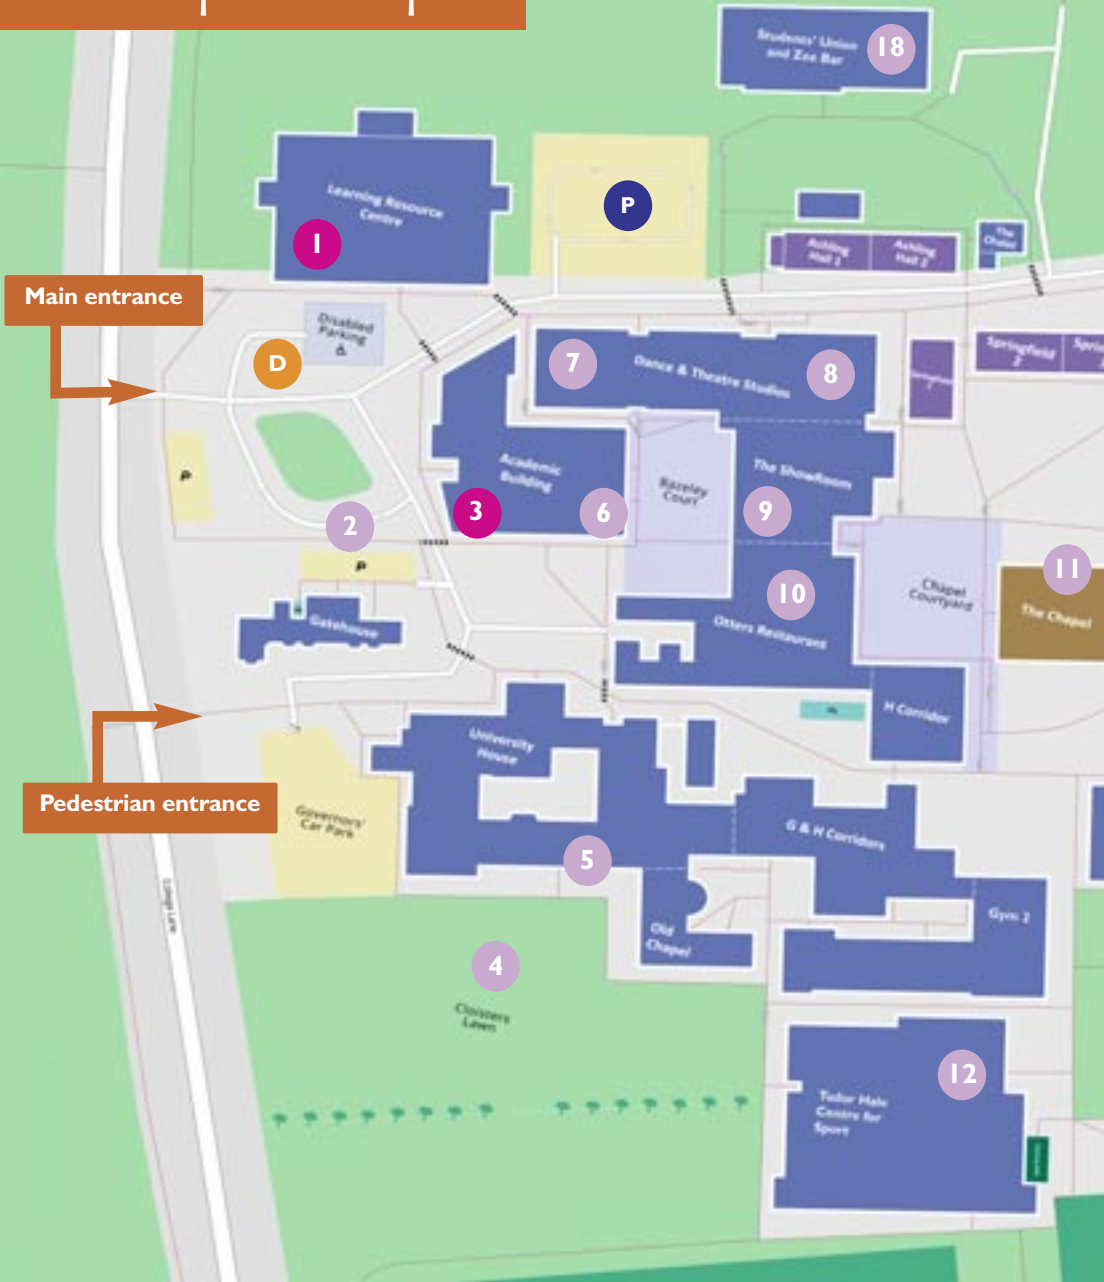 Students' Union
and Zee Bar
18
Learning Resource
Centre
1
P
The
Chalet
Ashling
Hall 1
Ashling
Hall 2
Main entrance
Disabled
Parking
D
7
Dance & Theatre Studios
8
Springfield
2
Academic
Building
3
6
Rezeley
Court
The ShowRoom
9
P
2
P
Gatehouse
10
Otters Restaurant
Chapel
Courtyard
11
The Chapel
H Corridor
Pedestrian entrance
University
House
Governors'
Car Park
5
G & H Corridors
College Lane
Old
Chapel
Gym 2
4
Cloisters
Lawn
12
Tudor Hale
Centre for
Sport